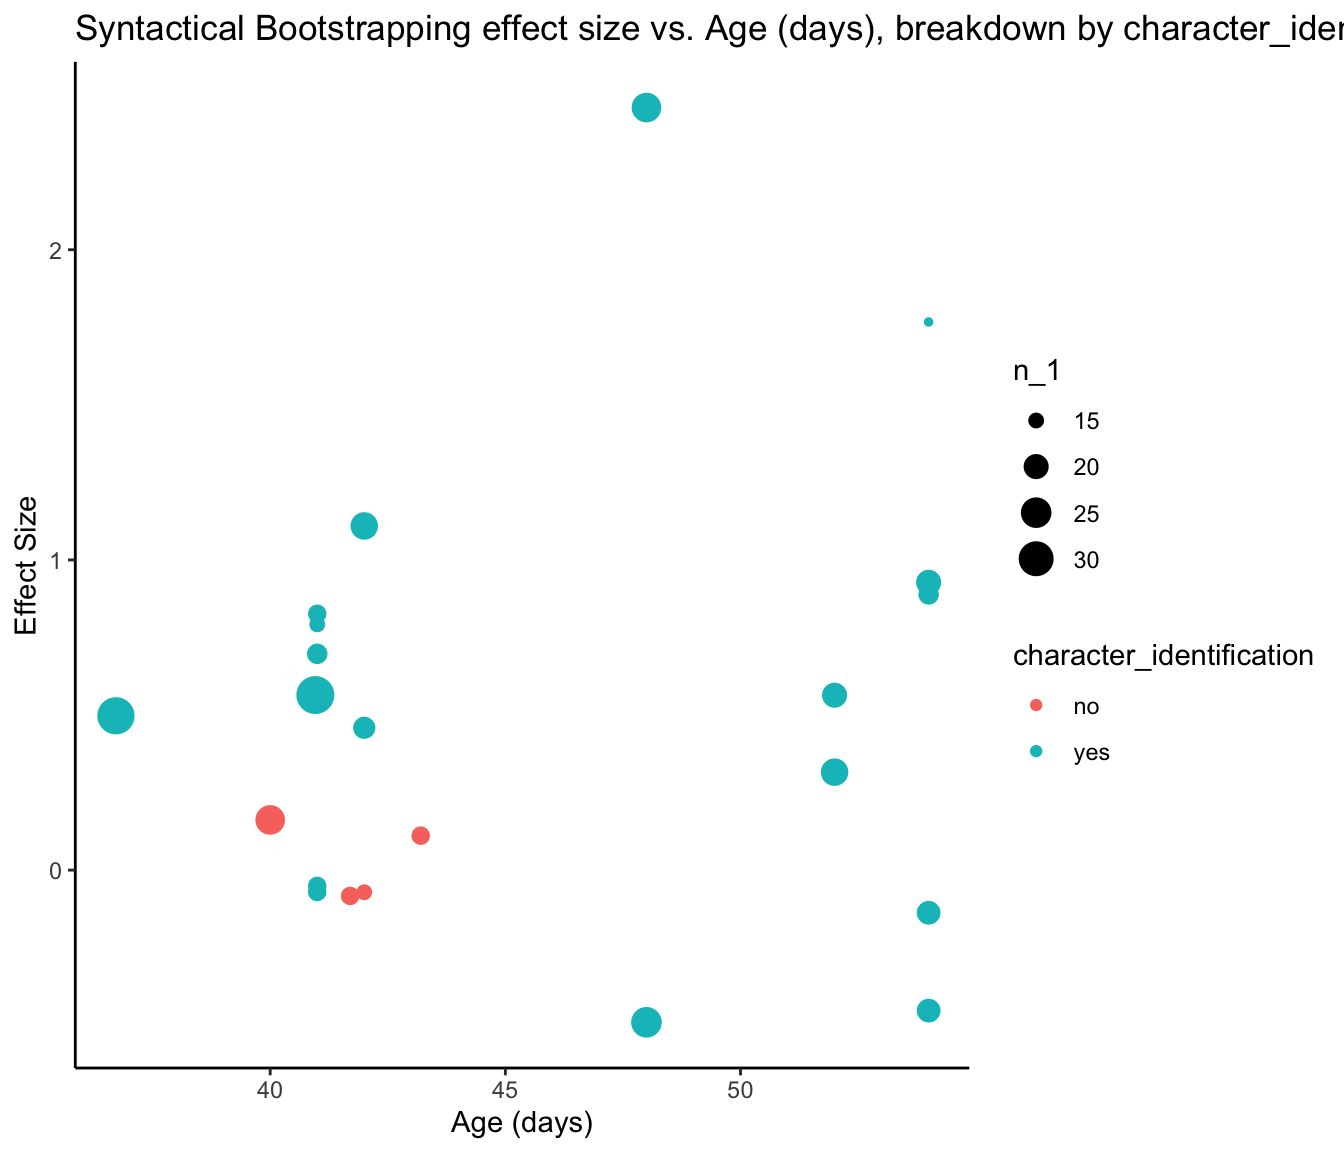 Syntactical Bootstrapping effect size vs. Age (days), breakdown by character_iden
2
1
0
Effect Size
40
45
50
Age (days)
n_1
15
20
25
30
character_identification
no
yes